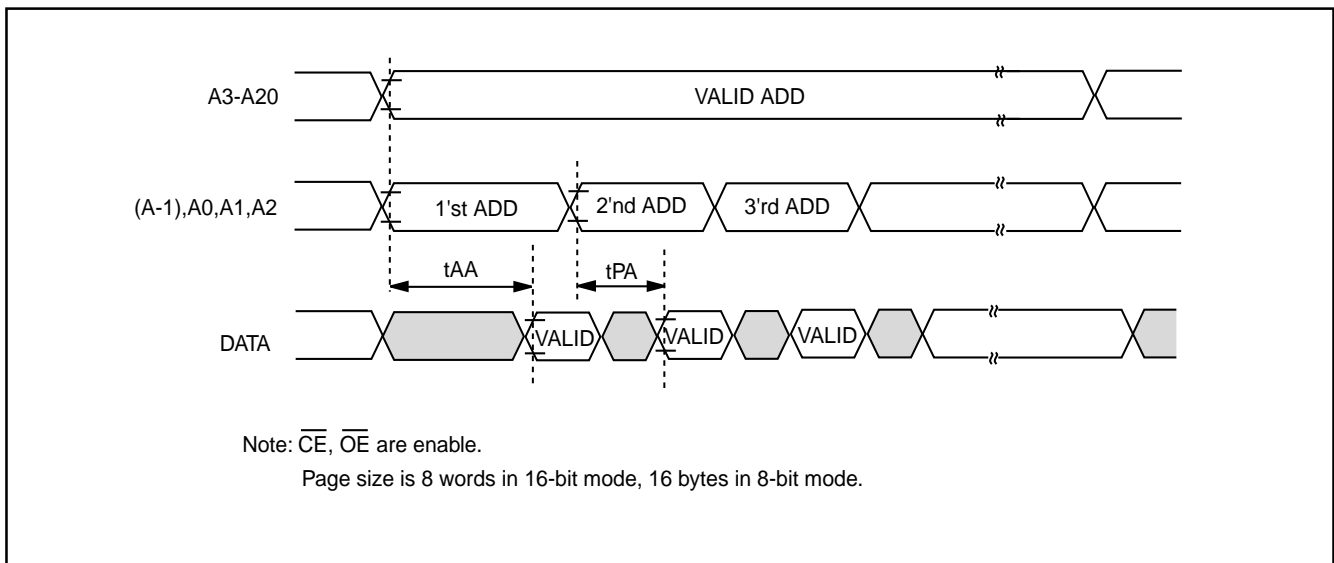 A3-A20
VALID ADD
(A-1),A0,A1,A2
1'st ADD
2'nd ADD
3'rd ADD
tAA
tPA
DATA
VALID
VALID
VALID
Note: C̅E̅, O̅E̅ are enable.
Page size is 8 words in 16-bit mode, 16 bytes in 8-bit mode.